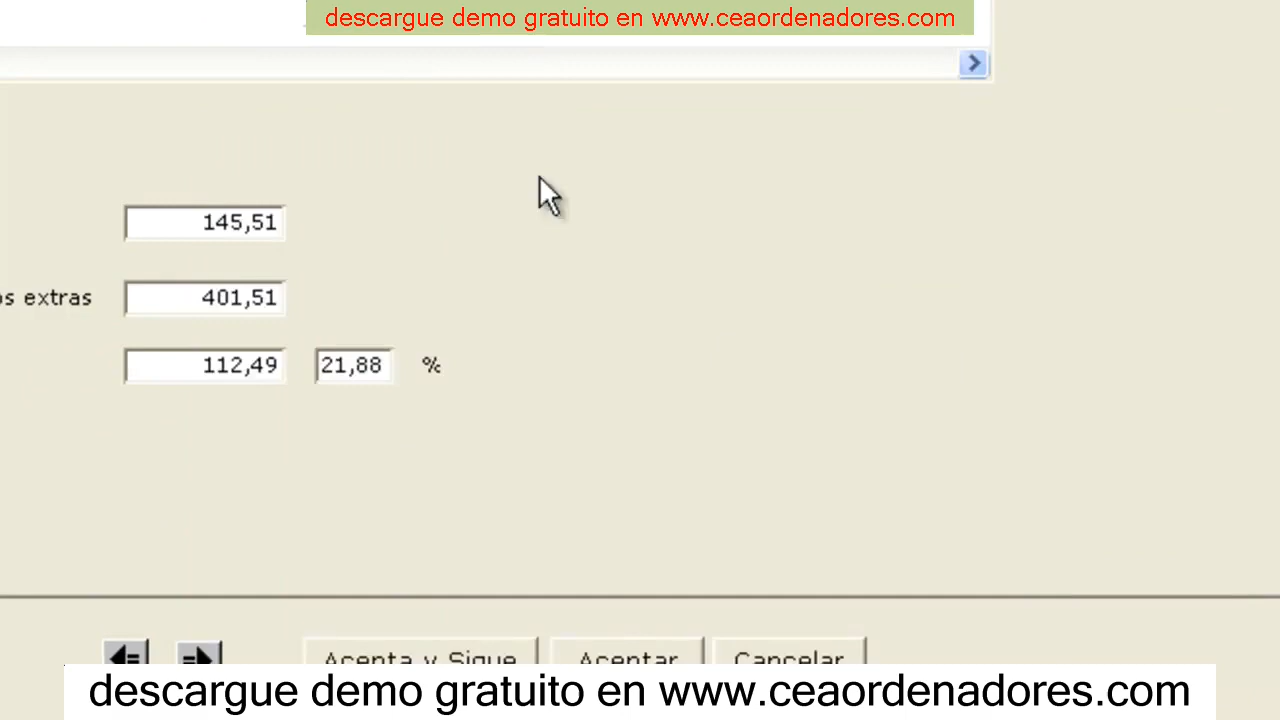 descargue demo gratuito en www.ceaordenadores.com
145,51
os extras 401,51
112,49 21,88 %
Acepta y Sigue Aceptar Cancelar
descargue demo gratuito en www.ceaordenadores.com